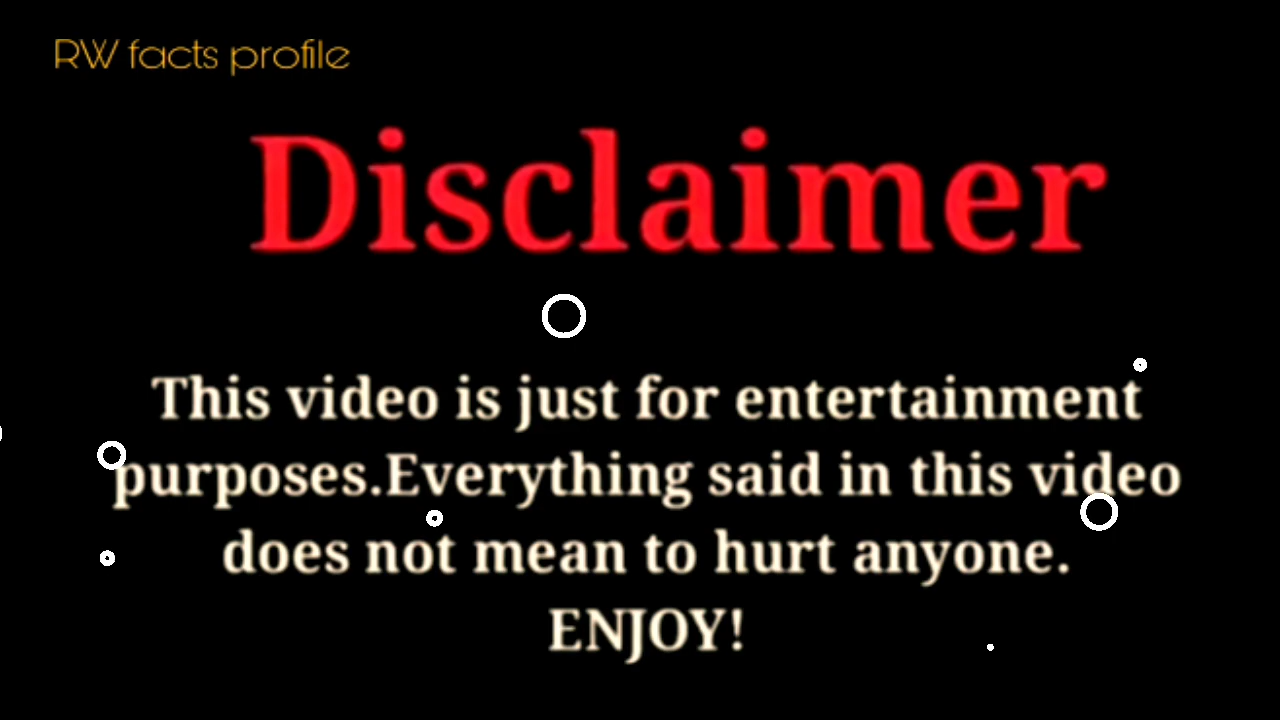 RW facts profile
Disclaimer
This video is just for entertainment
purposes.Everything said in this video
does not mean to hurt anyone.
ENJOY!